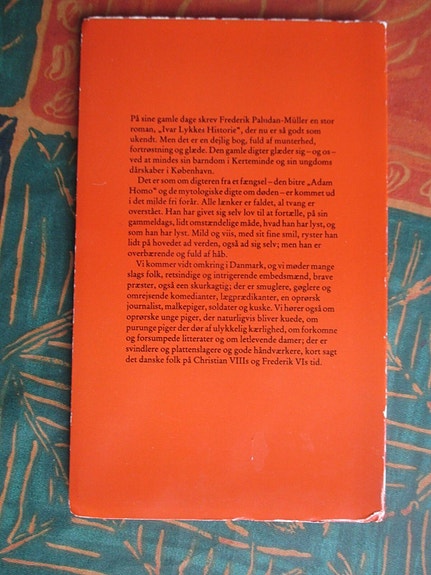 På sine gamle dage skrev Frederik Paludan-Müller en stor
roman, „Ivar Lykkes Historie“, der nu er så godt som
ukendt. Men det er en dejlig bog, fuld af munterhed,
fortrøstning og glæde. Den gamle digter glæder sig – og os –
ved at mindes sin barndom i Kerteminde og sin ungdoms
dårskaber i København.
Det er som om digteren fra et fængsel – den bitre „Adam
Homo“ og de mytologiske digte om døden – er kommet ud
i det milde fri forår. Alle lænker er faldet, al tvang er
overstået. Han har givet sig selv lov til at fortælle, på sin
gammeldags, lidt omstændelige måde, hvad han har lyst, og
som han har lyst. Mild og viis, med sit fine smil, ryster han
lidt på hovedet ad verden, også ad sig selv; men han er
overbærende og fuld af håb.
Vi kommer vidt omkring i Danmark, og vi møder mange
slags folk, retsindige og intrigerende embedsmænd, brave
præster, også en skurkagtig; der er smuglere, gøglere og
omrejsende komedianter, lægprædikanter, en oprørsk
journalist, malkepiger, soldater og kuske. Vi hører også om
oprørske unge piger, der naturligvis bliver kuede, om
purunge piger der dør af ulykkelig kærlighed, om forkomne
og forsumpede litterater og om letlevende damer; der er
svindlere og plattenslagere og gode håndværkere, kort sagt
det danske folk på Christian VIIIs og Frederik VIs tid.